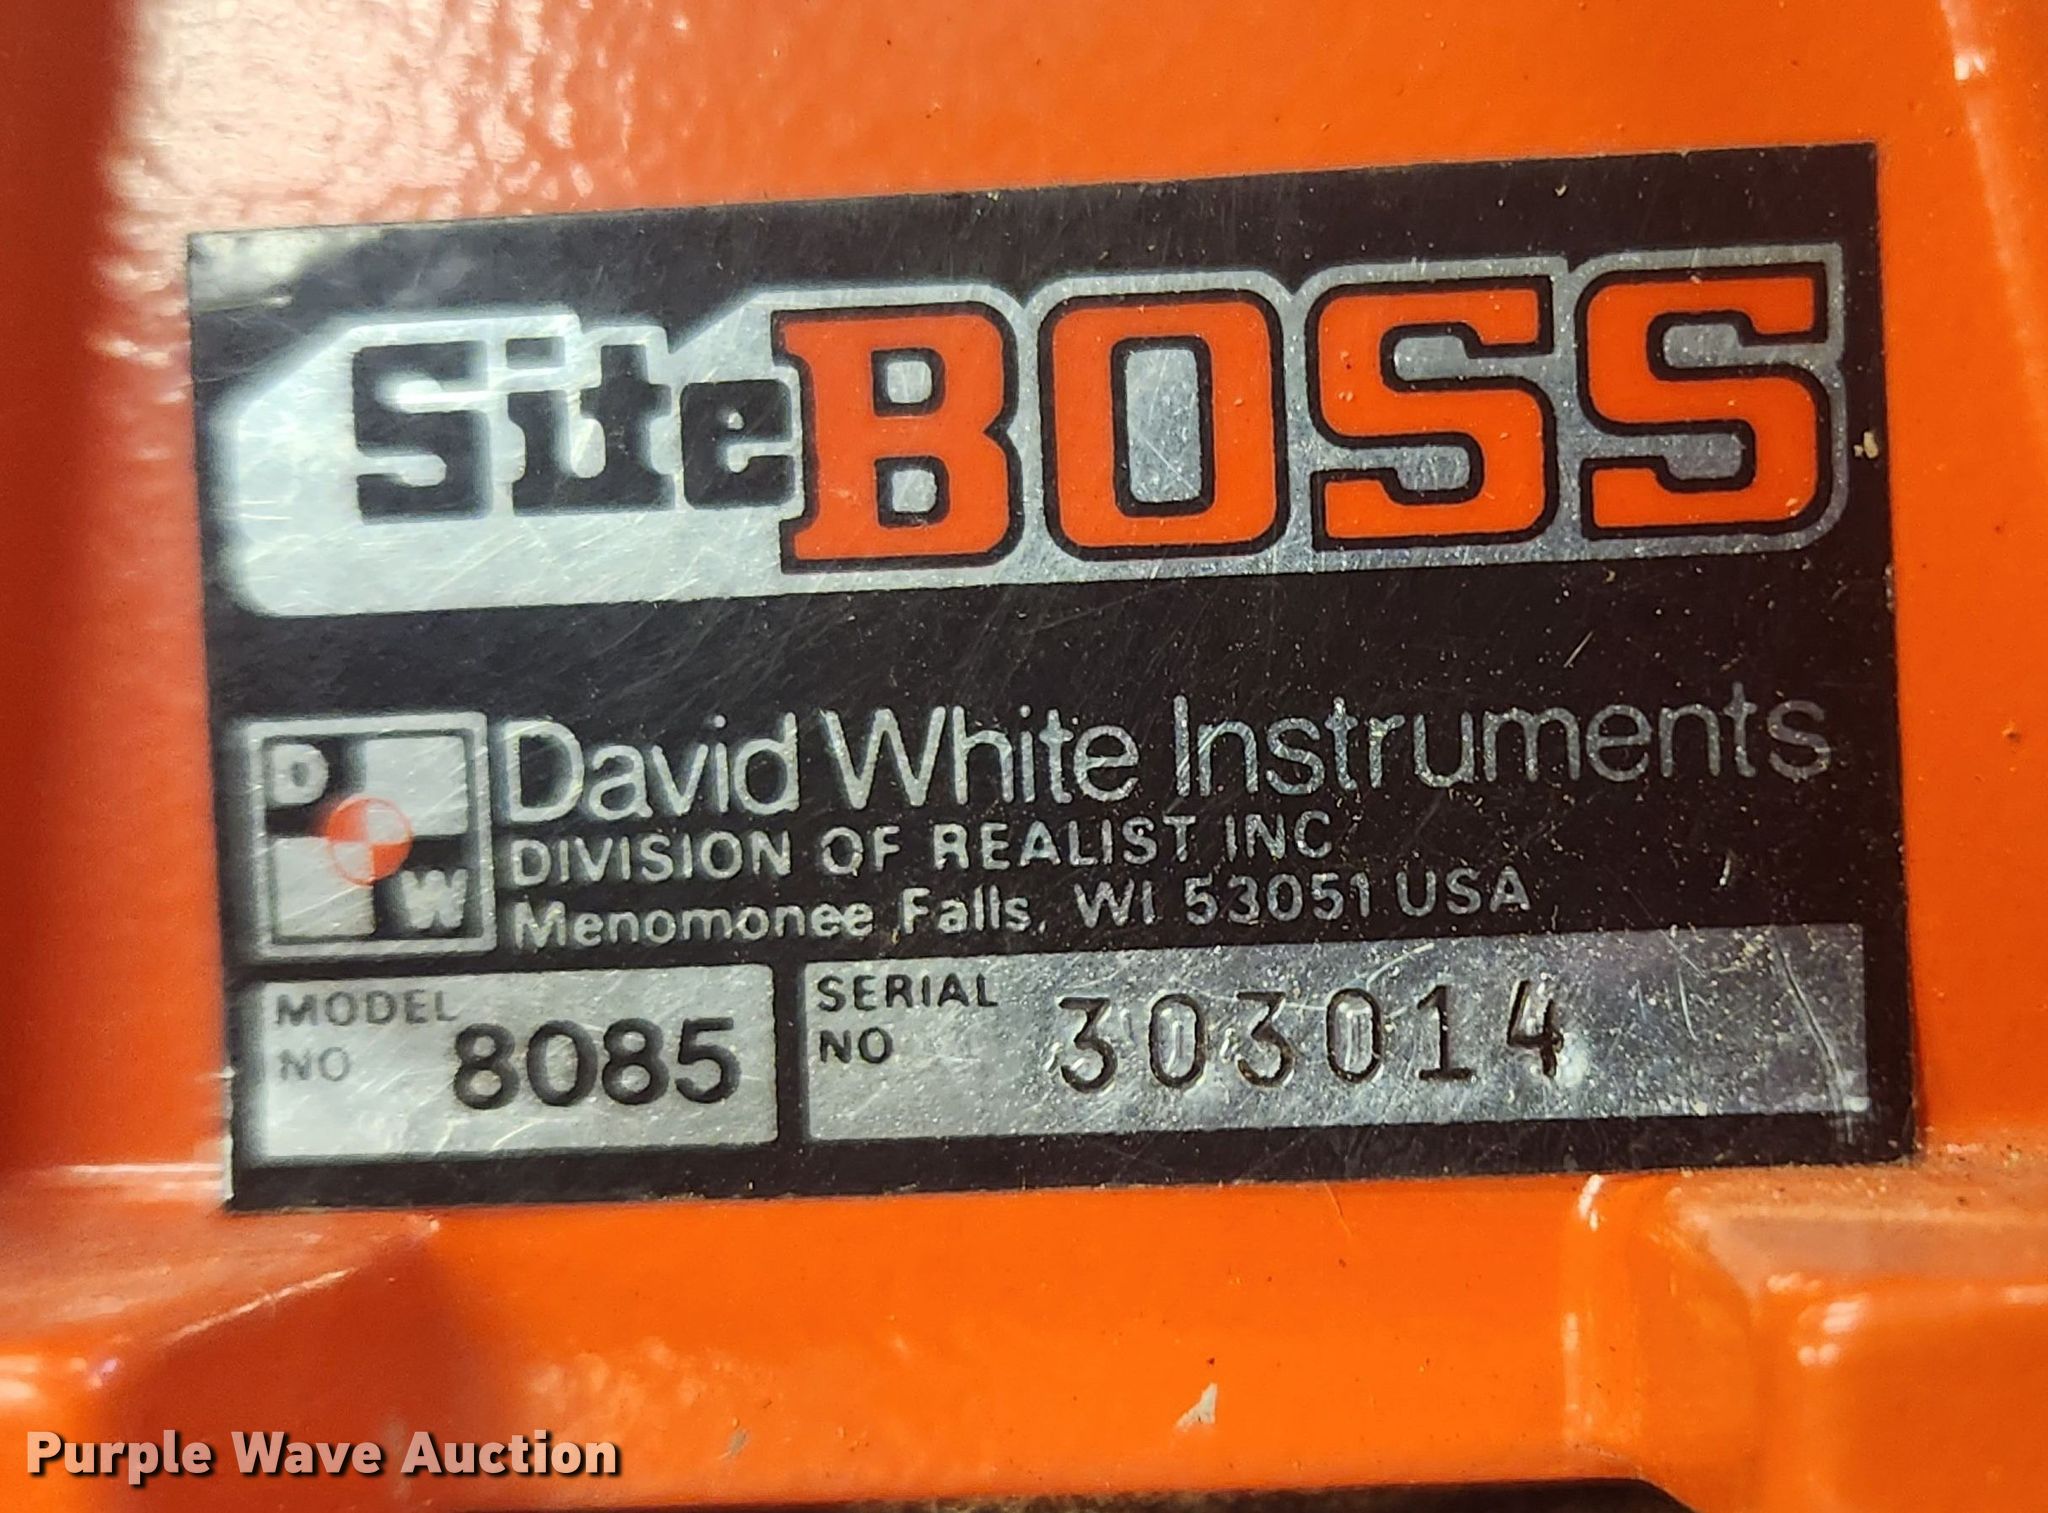 SiteBOSS
D
W
David White Instruments
DIVISION OF REALIST INC
Menomonee Falls, WI 53051 USA
MODEL NO 8085
SERIAL NO 303014
Purple Wave Auction